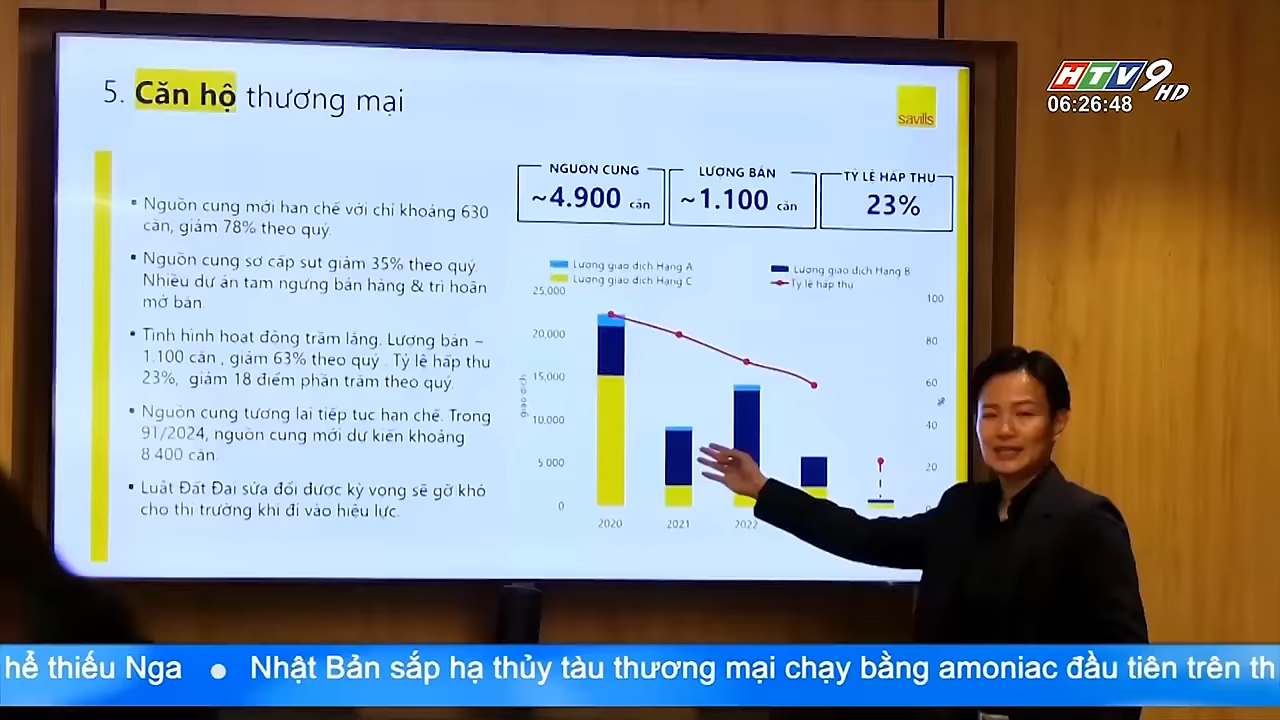 HTV9 HD
06:26:48
5. Căn hộ thương mại
savills
NGUỒN CUNG
~4.900 căn
LƯỢNG BÁN
~1.100 căn
TỶ LỆ HẤP THỤ
23%
▪ Nguồn cung mới hạn chế với chỉ khoảng 630
căn, giảm 78% theo quý.
▪ Nguồn cung sơ cấp sụt giảm 35% theo quý.
Nhiều dự án tạm ngưng bán hàng & trì hoãn
mở bán.
▪ Tình hình hoạt động trầm lắng. Lượng bán ~
1.100 căn , giảm 63% theo quý . Tỷ lệ hấp thụ
23%, giảm 18 điểm phần trăm theo quý.
▪ Nguồn cung tương lai tiếp tục hạn chế. Trong
91/2024, nguồn cung mới dự kiến khoảng
8.400 căn.
▪ Luật Đất Đai sửa đổi được kỳ vọng sẽ gỡ khó
cho thị trường khi đi vào hiệu lực.
Lượng giao dịch Hạng A
Lượng giao dịch Hạng B
Lượng giao dịch Hạng C
Tỷ lệ hấp thụ
giao dịch
25,000
20,000
15,000
10,000
5,000
0
100
80
60
40
20
0
%
2020
2021
2022
hể thiếu Nga ● Nhật Bản sắp hạ thủy tàu thương mại chạy bằng amoniac đầu tiên trên th